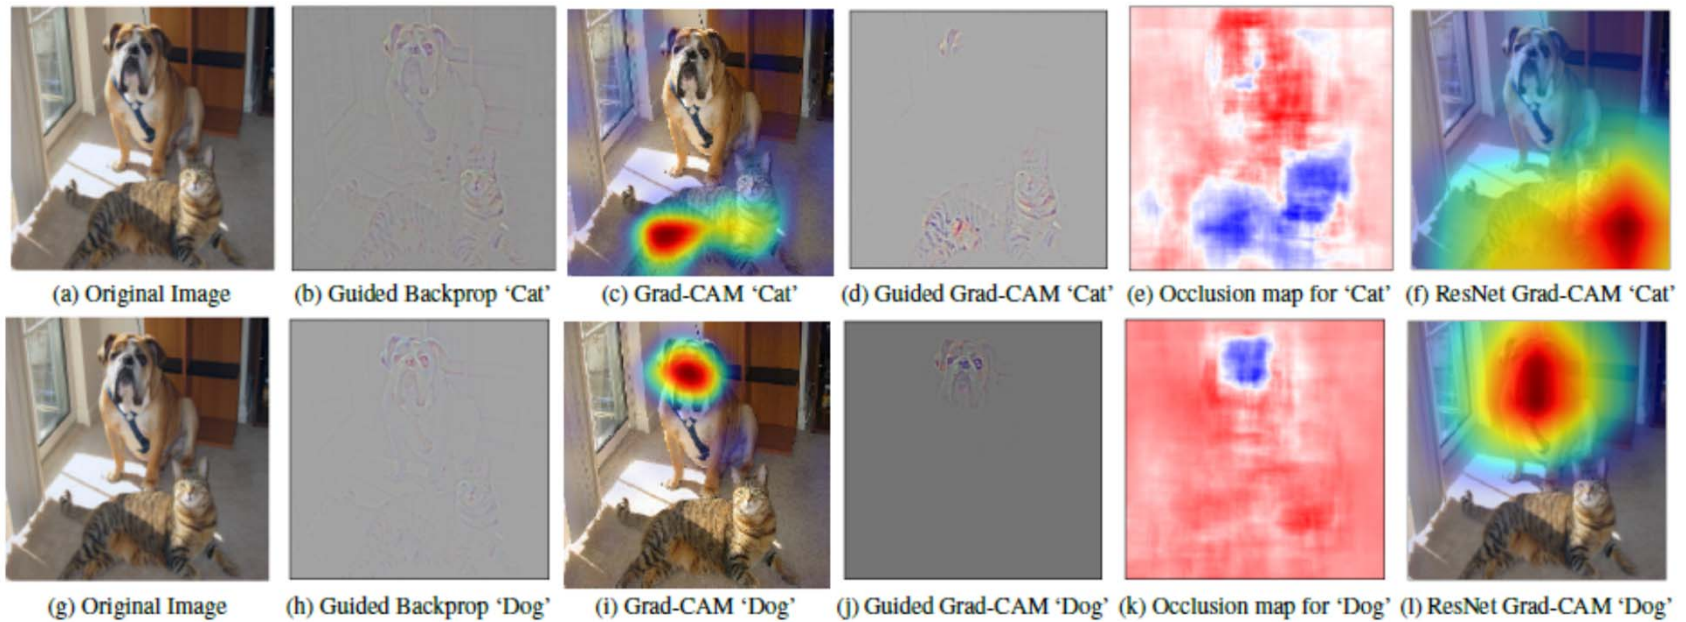 (a) Original Image
(b) Guided Backprop ‘Cat’
(c) Grad-CAM ‘Cat’
(d) Guided Grad-CAM ‘Cat’
(e) Occlusion map for ‘Cat’
(f) ResNet Grad-CAM ‘Cat’
(g) Original Image
(h) Guided Backprop ‘Dog’
(i) Grad-CAM ‘Dog’
(j) Guided Grad-CAM ‘Dog’
(k) Occlusion map for ‘Dog’
(l) ResNet Grad-CAM ‘Dog’